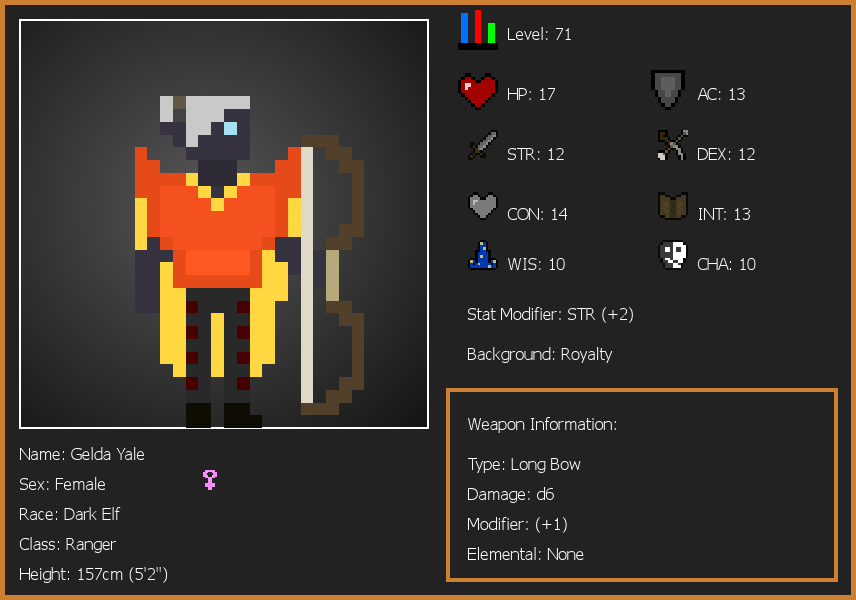 Level: 71
HP: 17
AC: 13
STR: 12
DEX: 12
CON: 14
INT: 13
WIS: 10
CHA: 10
Stat Modifier: STR (+2)
Background: Royalty
Weapon Information:
Type: Long Bow
Damage: d6
Modifier: (+1)
Elemental: None
Name: Gelda Yale
Sex: Female
Race: Dark Elf
Class: Ranger
Height: 157cm (5'2")